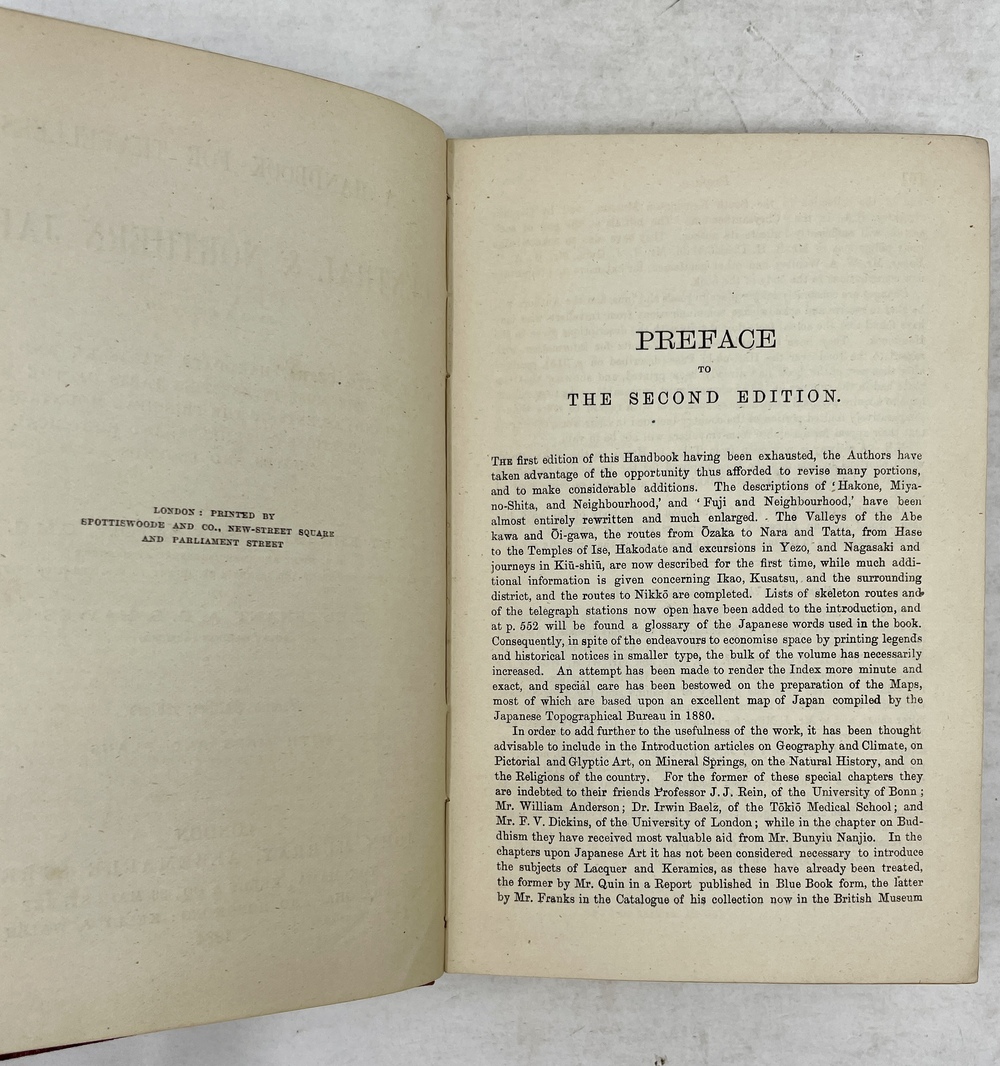 LONDON : PRINTED BY
SPOTTISWOODE AND CO., NEW-STREET SQUARE
AND PARLIAMENT STREET
PREFACE
TO
THE SECOND EDITION.
THE first edition of this Handbook having been exhausted, the Authors have
taken advantage of the opportunity thus afforded to revise many portions,
and to make considerable additions. The descriptions of ‘Hakone, Miya-
no-Shita, and Neighbourhood,’ and ‘Fuji and Neighbourhood,’ have been
almost entirely rewritten and much enlarged. The Valleys of the Abe
kawa and Ōi-gawa, the routes from Ōzaka to Nara and Tatta, from Hase
to the Temples of Ise, Hakodate and excursions in Yezo, and Nagasaki and
journeys in Kiū-shiū, are now described for the first time, while much addi-
tional information is given concerning Ikao, Kusatsu, and the surrounding
district, and the routes to Nikkō are completed. Lists of skeleton routes and
of the telegraph stations now open have been added to the introduction, and
at p. 552 will be found a glossary of the Japanese words used in the book.
Consequently, in spite of the endeavours to economise space by printing legends
and historical notices in smaller type, the bulk of the volume has necessarily
increased. An attempt has been made to render the Index more minute and
exact, and special care has been bestowed on the preparation of the Maps,
most of which are based upon an excellent map of Japan compiled by the
Japanese Topographical Bureau in 1880.
In order to add further to the usefulness of the work, it has been thought
advisable to include in the Introduction articles on Geography and Climate, on
Pictorial and Glyptic Art, on Mineral Springs, on the Natural History, and on
the Religions of the country. For the former of these special chapters they
are indebted to their friends Professor J. J. Rein, of the University of Bonn ;
Mr. William Anderson ; Dr. Irwin Baelz, of the Tōkiō Medical School ; and
Mr. F. V. Dickins, of the University of London ; while in the chapter on Bud-
dhism they have received most valuable aid from Mr. Bunyiu Nanjio. In the
chapters upon Japanese Art it has not been considered necessary to introduce
the subjects of Lacquer and Keramics, as these have already been treated,
the former by Mr. Quin in a Report published in Blue Book form, the latter
by Mr. Franks in the Catalogue of his collection now in the British Museum